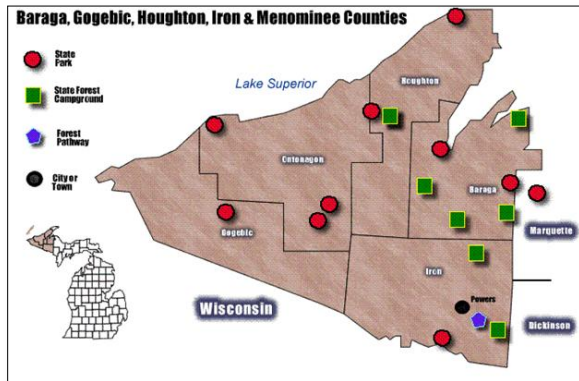 Baraga, Gogebic, Houghton, Iron & Menominee Counties
State
Park
State Forest
Campground
Forest
Pathway
City or
Town
Lake Superior
Houghton
Ontonagon
Baraga
Gogebic
Marquette
Iron
Powers
Wisconsin
Dickinson